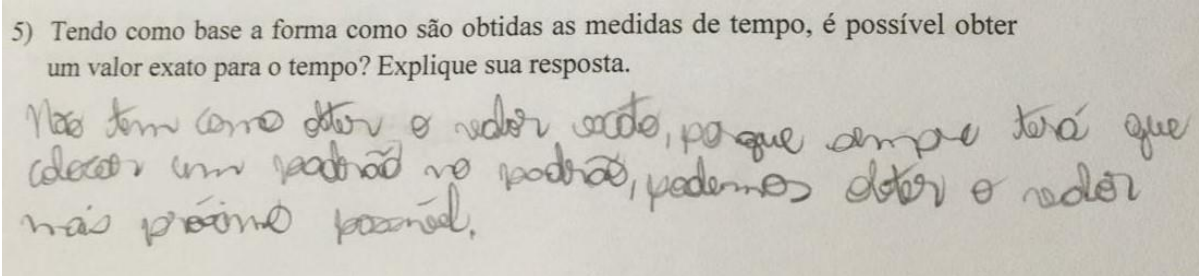 5) Tendo como base a forma como são obtidas as medidas de tempo, é possível obter
um valor exato para o tempo? Explique sua resposta.
Não tem como obter o valor exato, porque sempre terá que
colocar um padrão no padrão, podemos obter o valor
mais próximo possível.